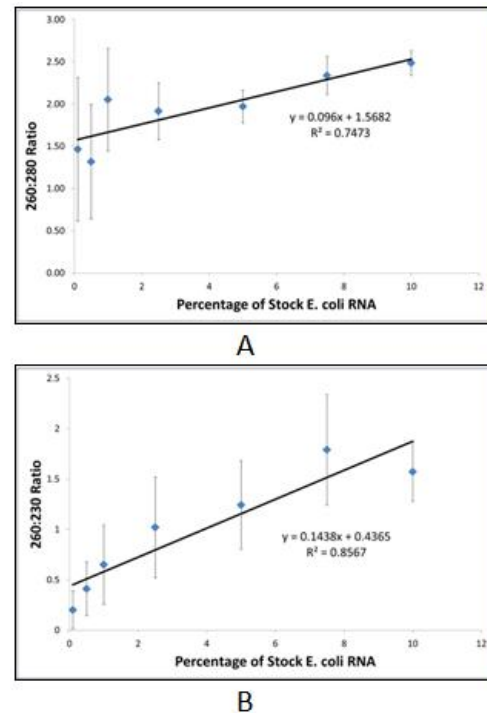 3.00
2.50
2.00
1.50
1.00
0.50
0.00
260:280 Ratio
y = 0.096x + 1.5682
R² = 0.7473
0 2 4 6 8 10 12
Percentage of Stock E. coli RNA
A
2.5
2
1.5
1
0.5
0
260:230 Ratio
y = 0.1438x + 0.4365
R² = 0.8567
0 2 4 6 8 10 12
Percentage of Stock E. coli RNA
B